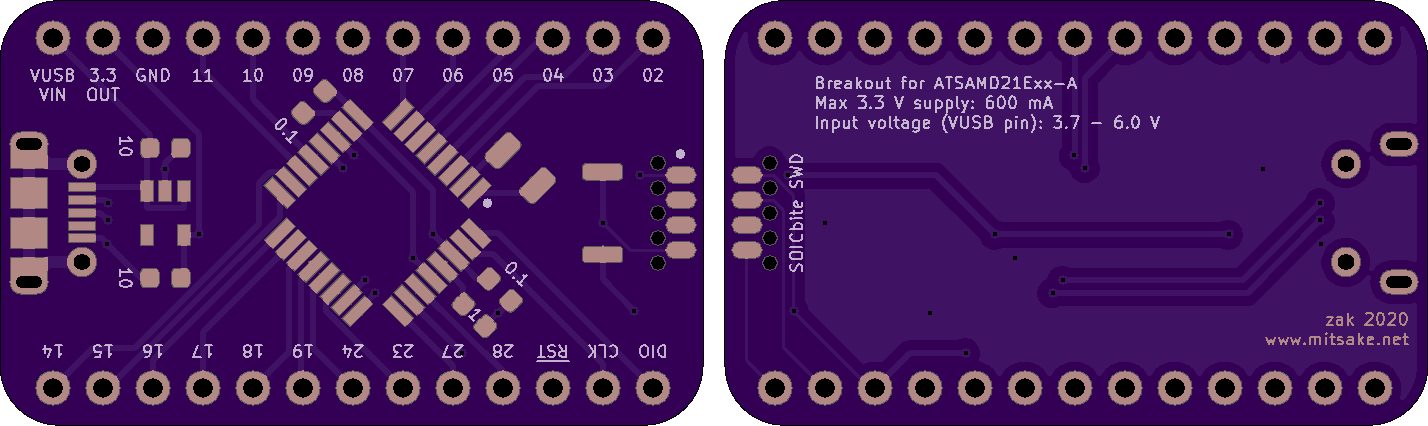 VUSB 3.3 GND 11 10 09 08 07 06 05 04 03 02
VIN OUT
0.1
10
10
0.1
1
14 15 16 17 18 19 24 23 27 28 RST CLK DIO
Breakout for ATSAMD21Exx-A
Max 3.3 V supply: 600 mA
Input voltage (VUSB pin): 3.7 - 6.0 V
SOICbite SWD
zak 2020
www.mitsake.net